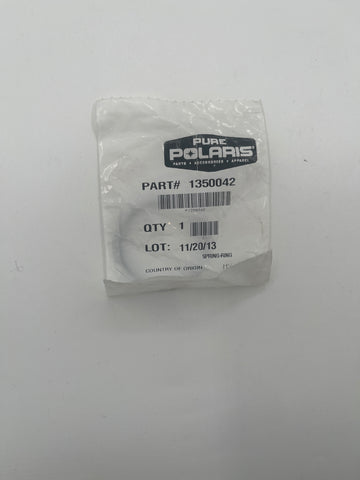 PURE
POLARIS
PARTS • ACCESSORIES • APPAREL
PART# 1350042
QTY 1
LOT: 11/20/13
SPRING-RING
COUNTRY OF ORIGIN